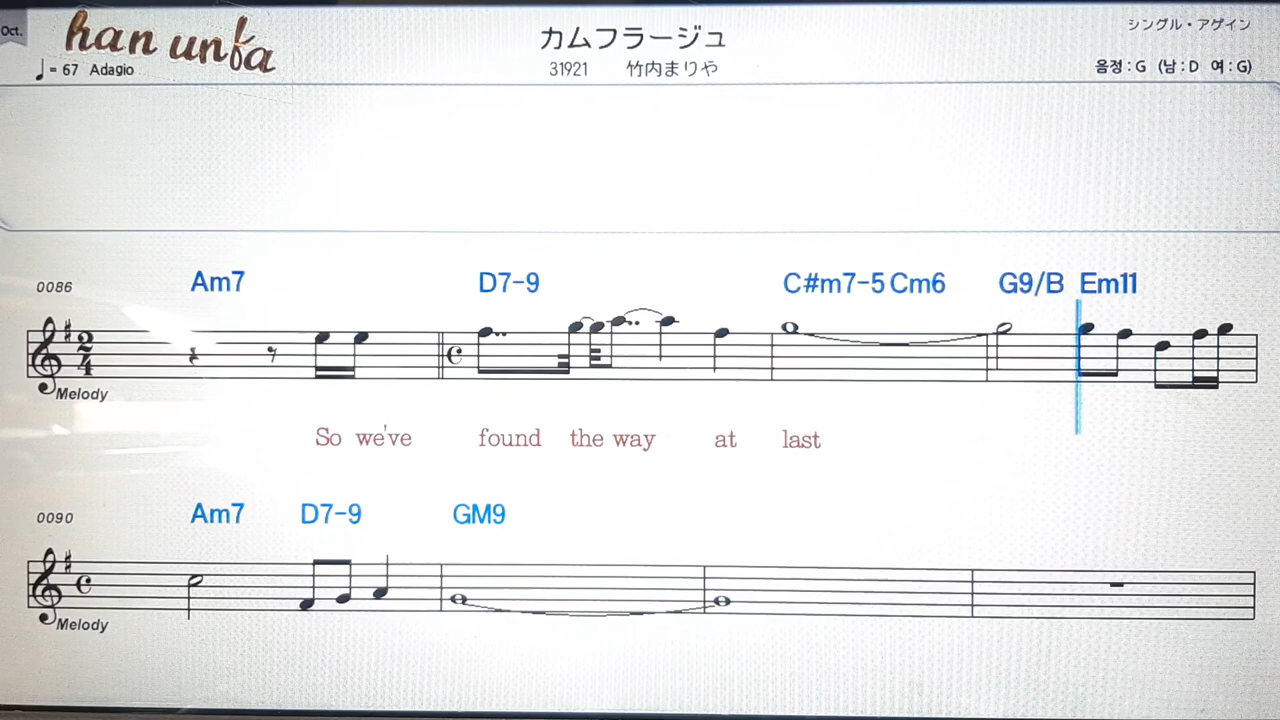 Oct.
han unfa
♩= 67 Adagio
カムフラージュ
31921 竹内まりや
シングル・アゲイン
음정 : G (남 : D 여 : G)
0086 Am7 D7-9 C#m7-5 Cm6 G9/B Em11
2
4
Melody
So we've found the way at last
0090 Am7 D7-9 GM9
Melody